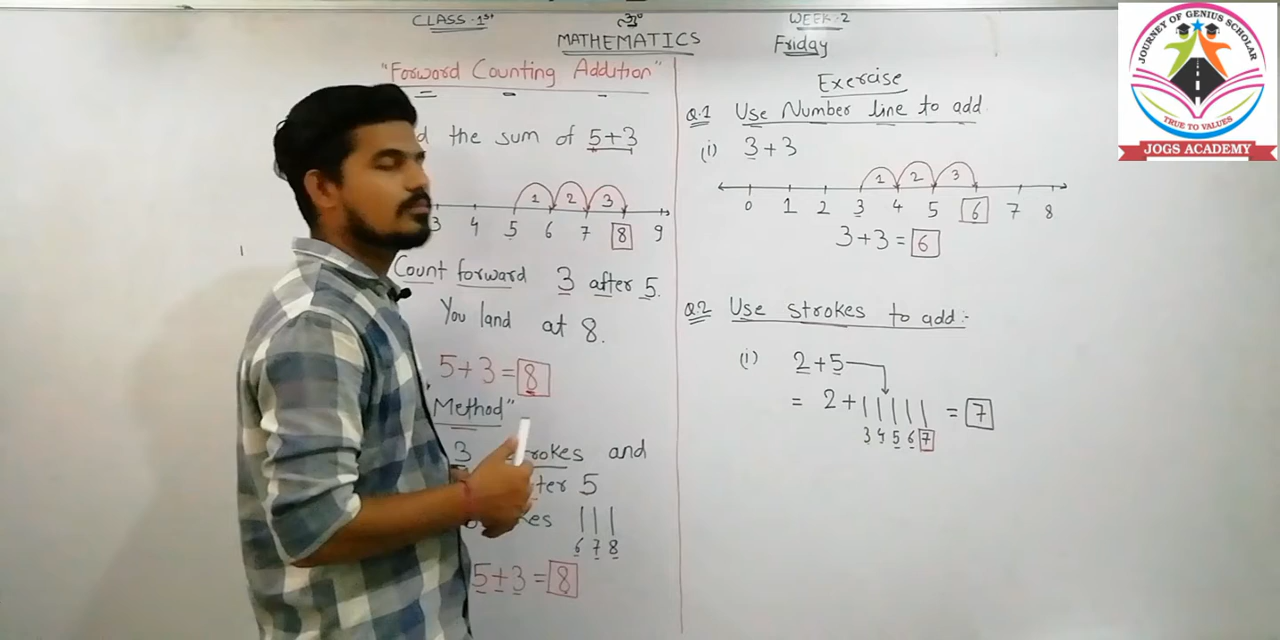 CLASS - 1st
ॐ
WEEK - 2
MATHEMATICS
Friday
"Forword Counting Addition"
the sum of 5+3
1 2 3
3 4 5 6 7 8 9
Count forward 3 after 5.
You land at 8.
5+3=8
Method"
3 strokes and
after 5
6 7 8
5+3=8
Exercise
Q.1 Use Number line to add
(i) 3+3
1 2 3
0 1 2 3 4 5 6 7 8
3+3=6
Q.2 Use strokes to add:-
(i) 2+5
= 2+||||| = 7
3 4 5 6 7
JOURNEY OF GENIUS SCHOLAR
TRUE TO VALUES
JOGS ACADEMY